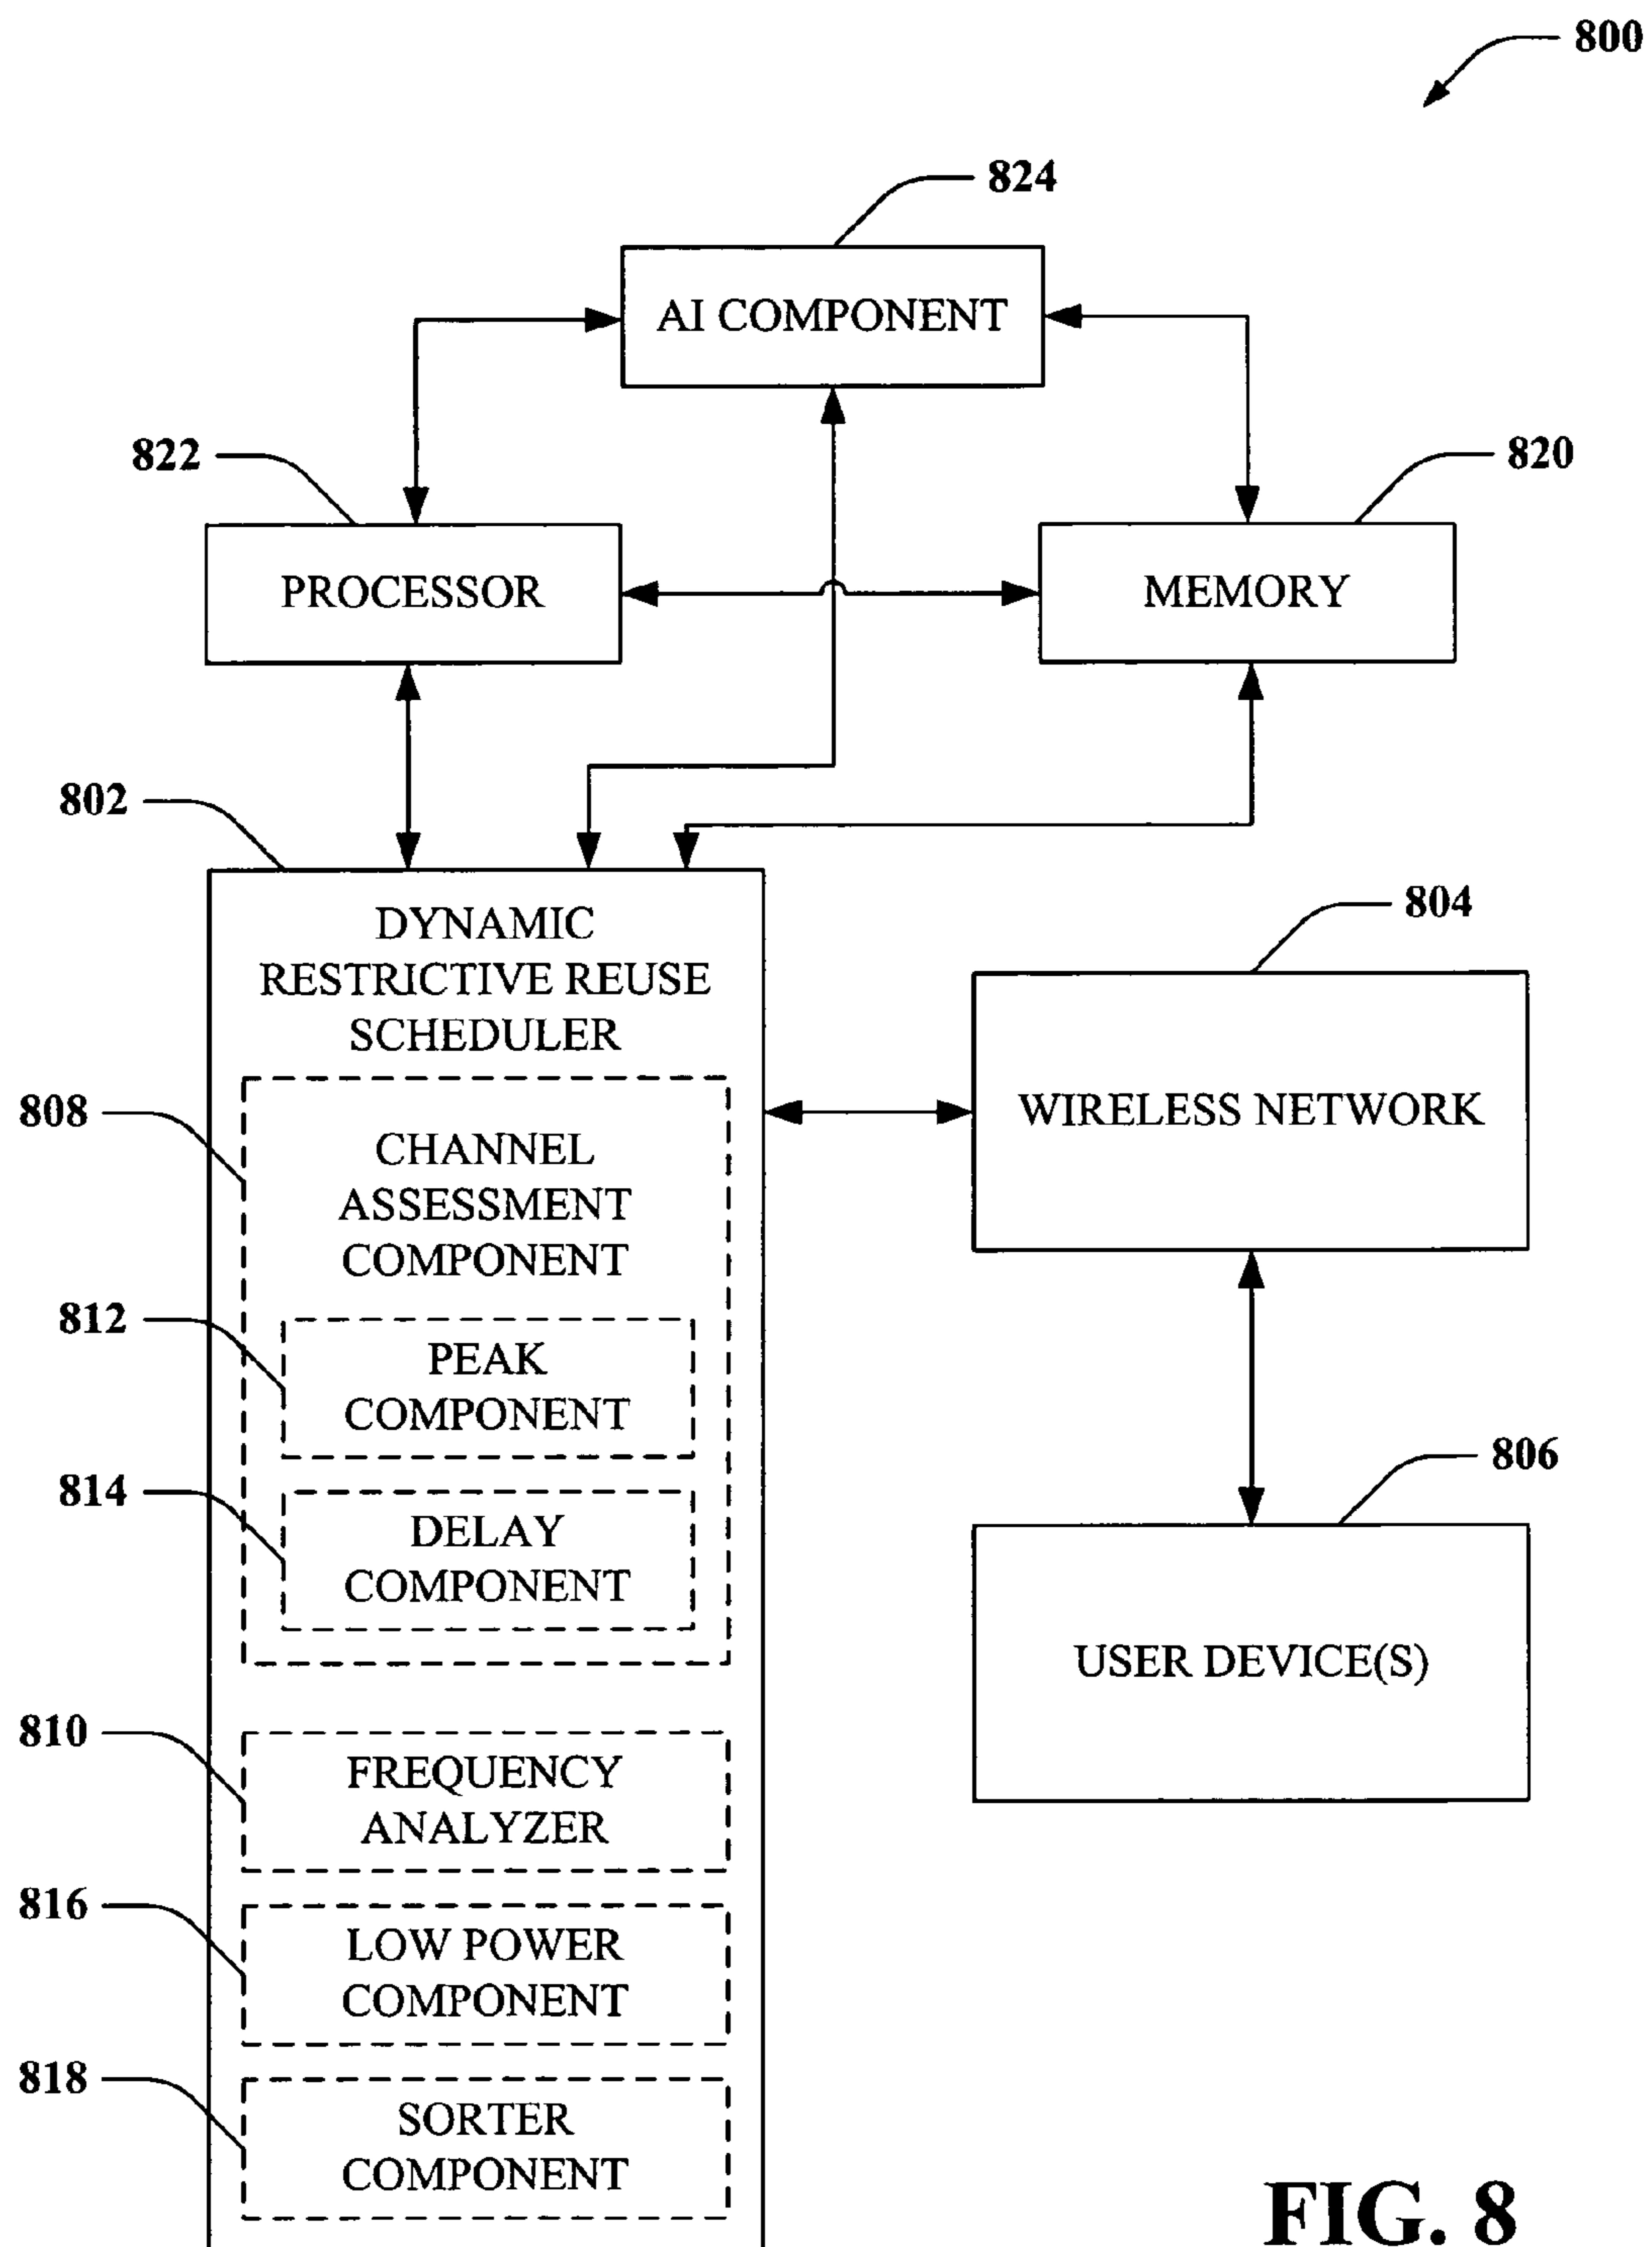 800
824
AI COMPONENT
822
820
PROCESSOR
MEMORY
802
DYNAMIC
RESTRICTIVE REUSE
SCHEDULER
804
WIRELESS NETWORK
808
CHANNEL
ASSESSMENT
COMPONENT
812
PEAK
COMPONENT
814
DELAY
COMPONENT
806
USER DEVICE(S)
810
FREQUENCY
ANALYZER
816
LOW POWER
COMPONENT
818
SORTER
COMPONENT
FIG. 8